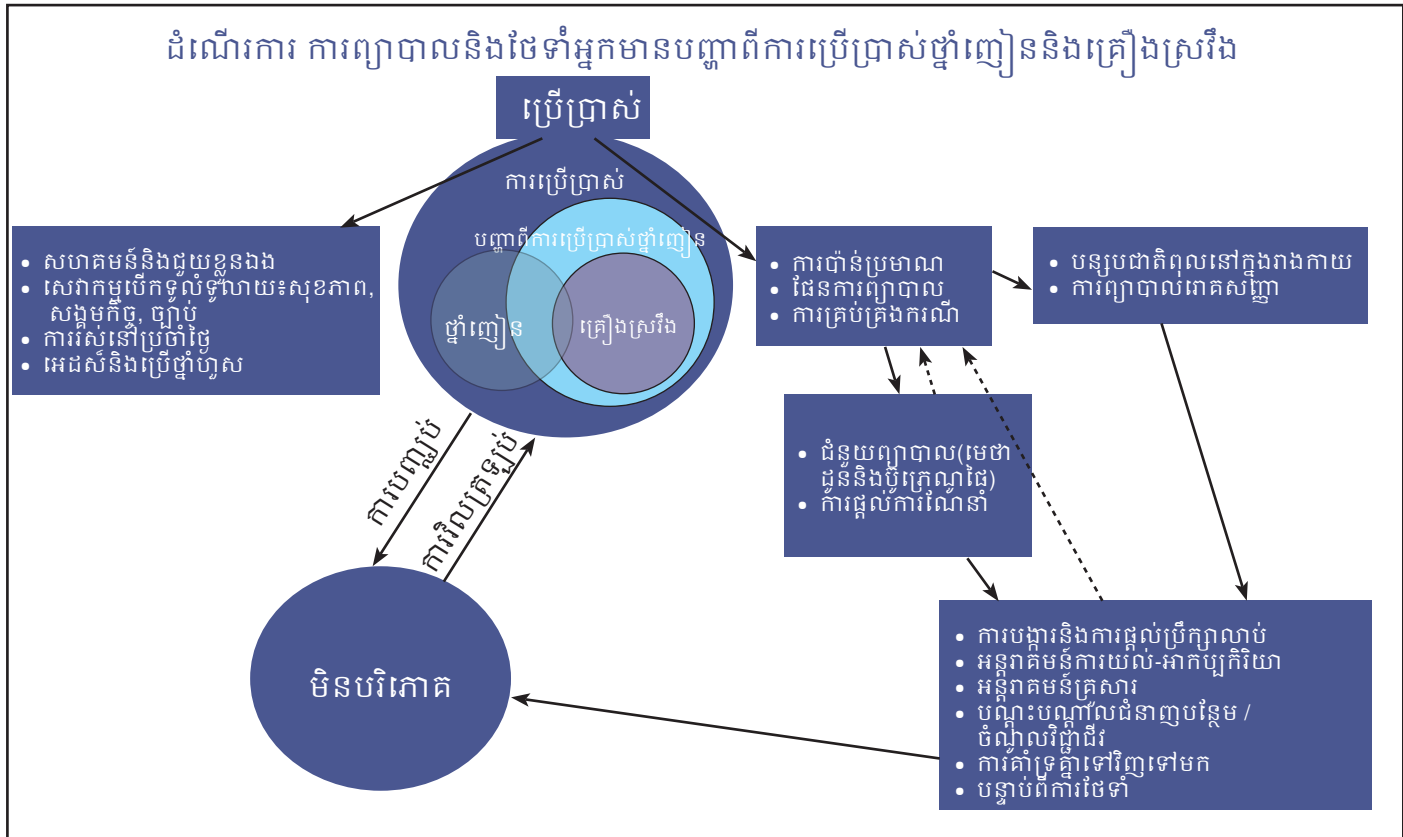 ដំណើរការ ការព្យាបាលនិងថែទាំអ្នកមានបញ្ហាពីការប្រើប្រាស់ថ្នាំញៀននិងគ្រឿងស្រវឹង
ប្រើប្រាស់
ការប្រើប្រាស់
បញ្ហាពីការប្រើប្រាស់ថ្នាំញៀន
ថ្នាំញៀន
គ្រឿងស្រវឹង
• សហគមន៍និងជួយខ្លួនឯង
• សេវាកម្មបើកទូលំទូលាយ៖សុខភាព,
សង្គមកិច្ច, ច្បាប់
• ការរស់នៅប្រចាំថ្ងៃ
• អេដស៍និងប្រើថ្នាំហួស
• ការប៉ាន់ប្រមាណ
• ផែនការព្យាបាល
• ការគ្រប់គ្រងករណី
• បន្សបជាតិពុលនៅក្នុងរាងកាយ
• ការព្យាបាលរោគសញ្ញា
• ជំនួយព្យាបាល(មេថា
ដូននិងប៊ូភ្រេណូផៃ)
• ការផ្តល់ការណែនាំ
ការបញ្ឈប់
ការវិលត្រឡប់
មិនបរិភោគ
• ការបង្ការនិងការផ្តល់ប្រឹក្សាលាប់
• អន្តរាគមន៍ការយល់-អាកប្បកិរិយា
• អន្តរាគមន៍គ្រួសារ
• បណ្តុះបណ្តាលជំនាញបន្ថែម /
ចំណូលវិជ្ជាជីវ
• ការគាំទ្រគ្នាទៅវិញទៅមក
• បន្ទាប់ពីការថែទាំ